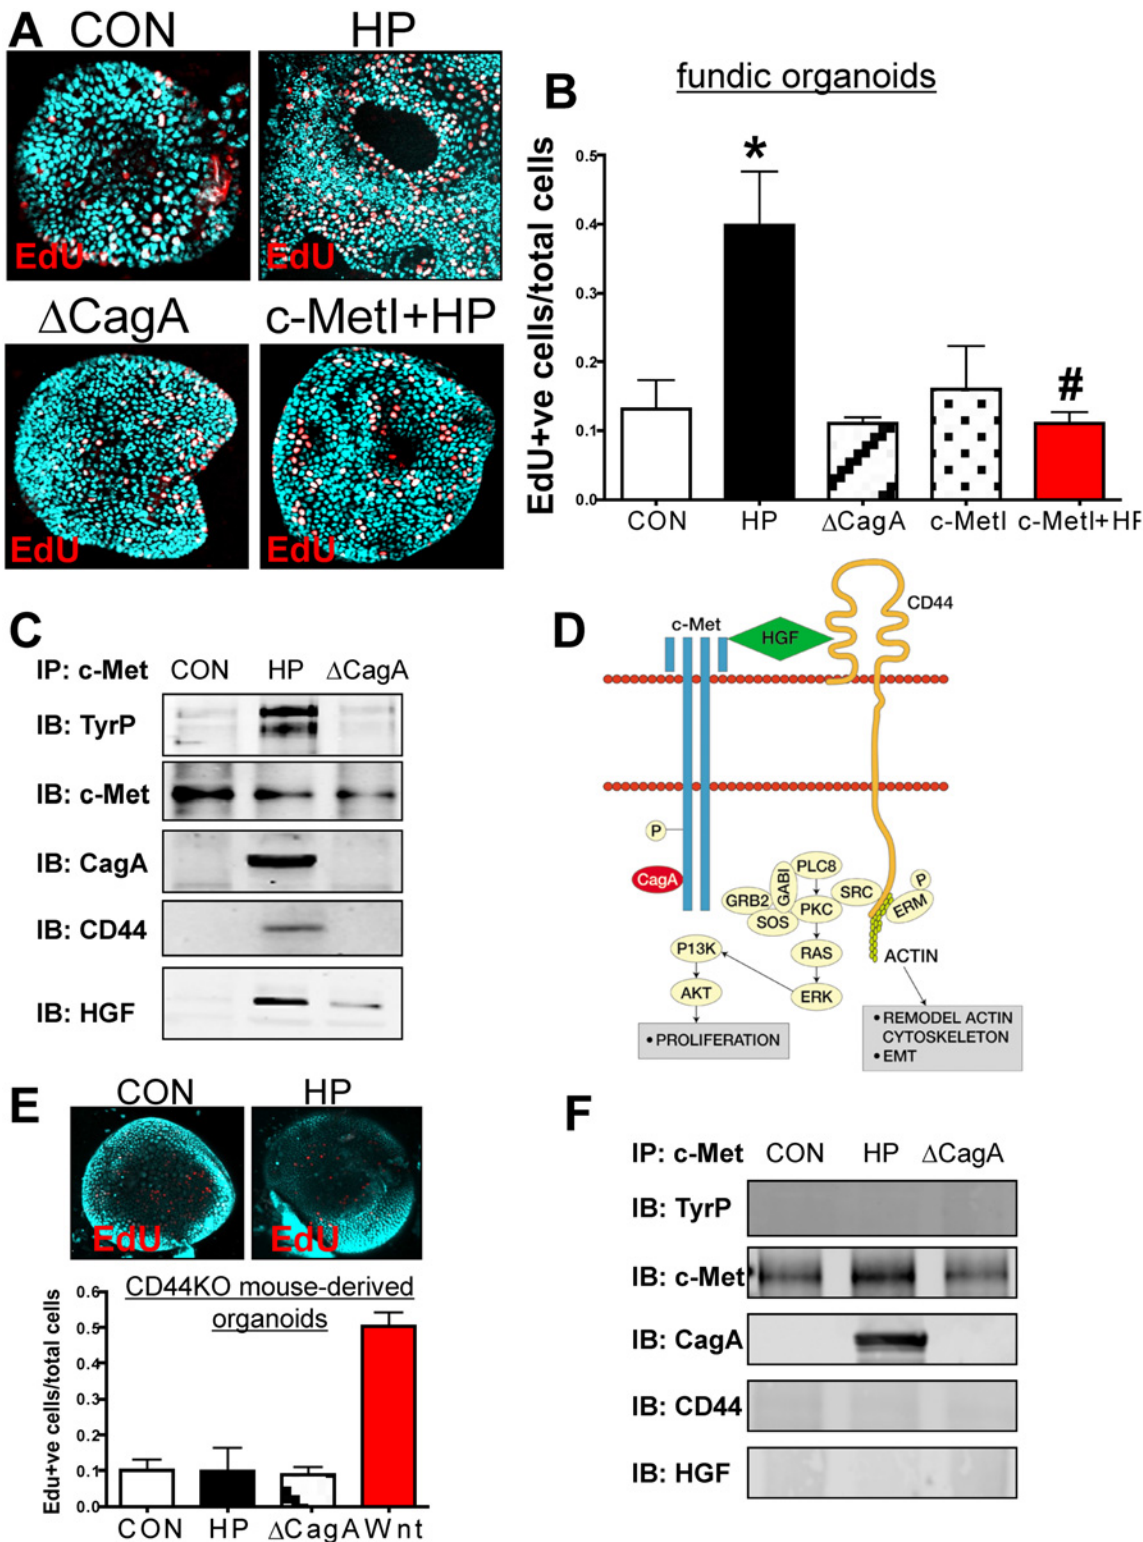 A
CON
HP
EdU
EdU
ΔCagA
c-MetI+HP
EdU
EdU
B
fundic organoids
EdU+ve cells/total cells
0.5
0.4
0.3
0.2
0.1
0.0
*
#
CON
HP
ΔCagA
c-MetI
c-MetI+HP
C
IP: c-Met CON HP ΔCagA
IB: TyrP
IB: c-Met
IB: CagA
IB: CD44
IB: HGF
D
c-Met
HGF
CD44
P
CagA
GRB2
SOS
GABI
PLC8
PKC
SRC
P
ERM
P13K
RAS
ACTIN
AKT
ERK
• PROLIFERATION
• REMODEL ACTIN
CYTOSKELETON
• EMT
E
CON
HP
EdU
EdU
CD44KO mouse-derived
organoids
Edu+ve cells/total cells
0.6
0.5
0.4
0.3
0.2
0.1
0.0
CON
HP
ΔCagA
Wnt
F
IP: c-Met CON HP ΔCagA
IB: TyrP
IB: c-Met
IB: CagA
IB: CD44
IB: HGF